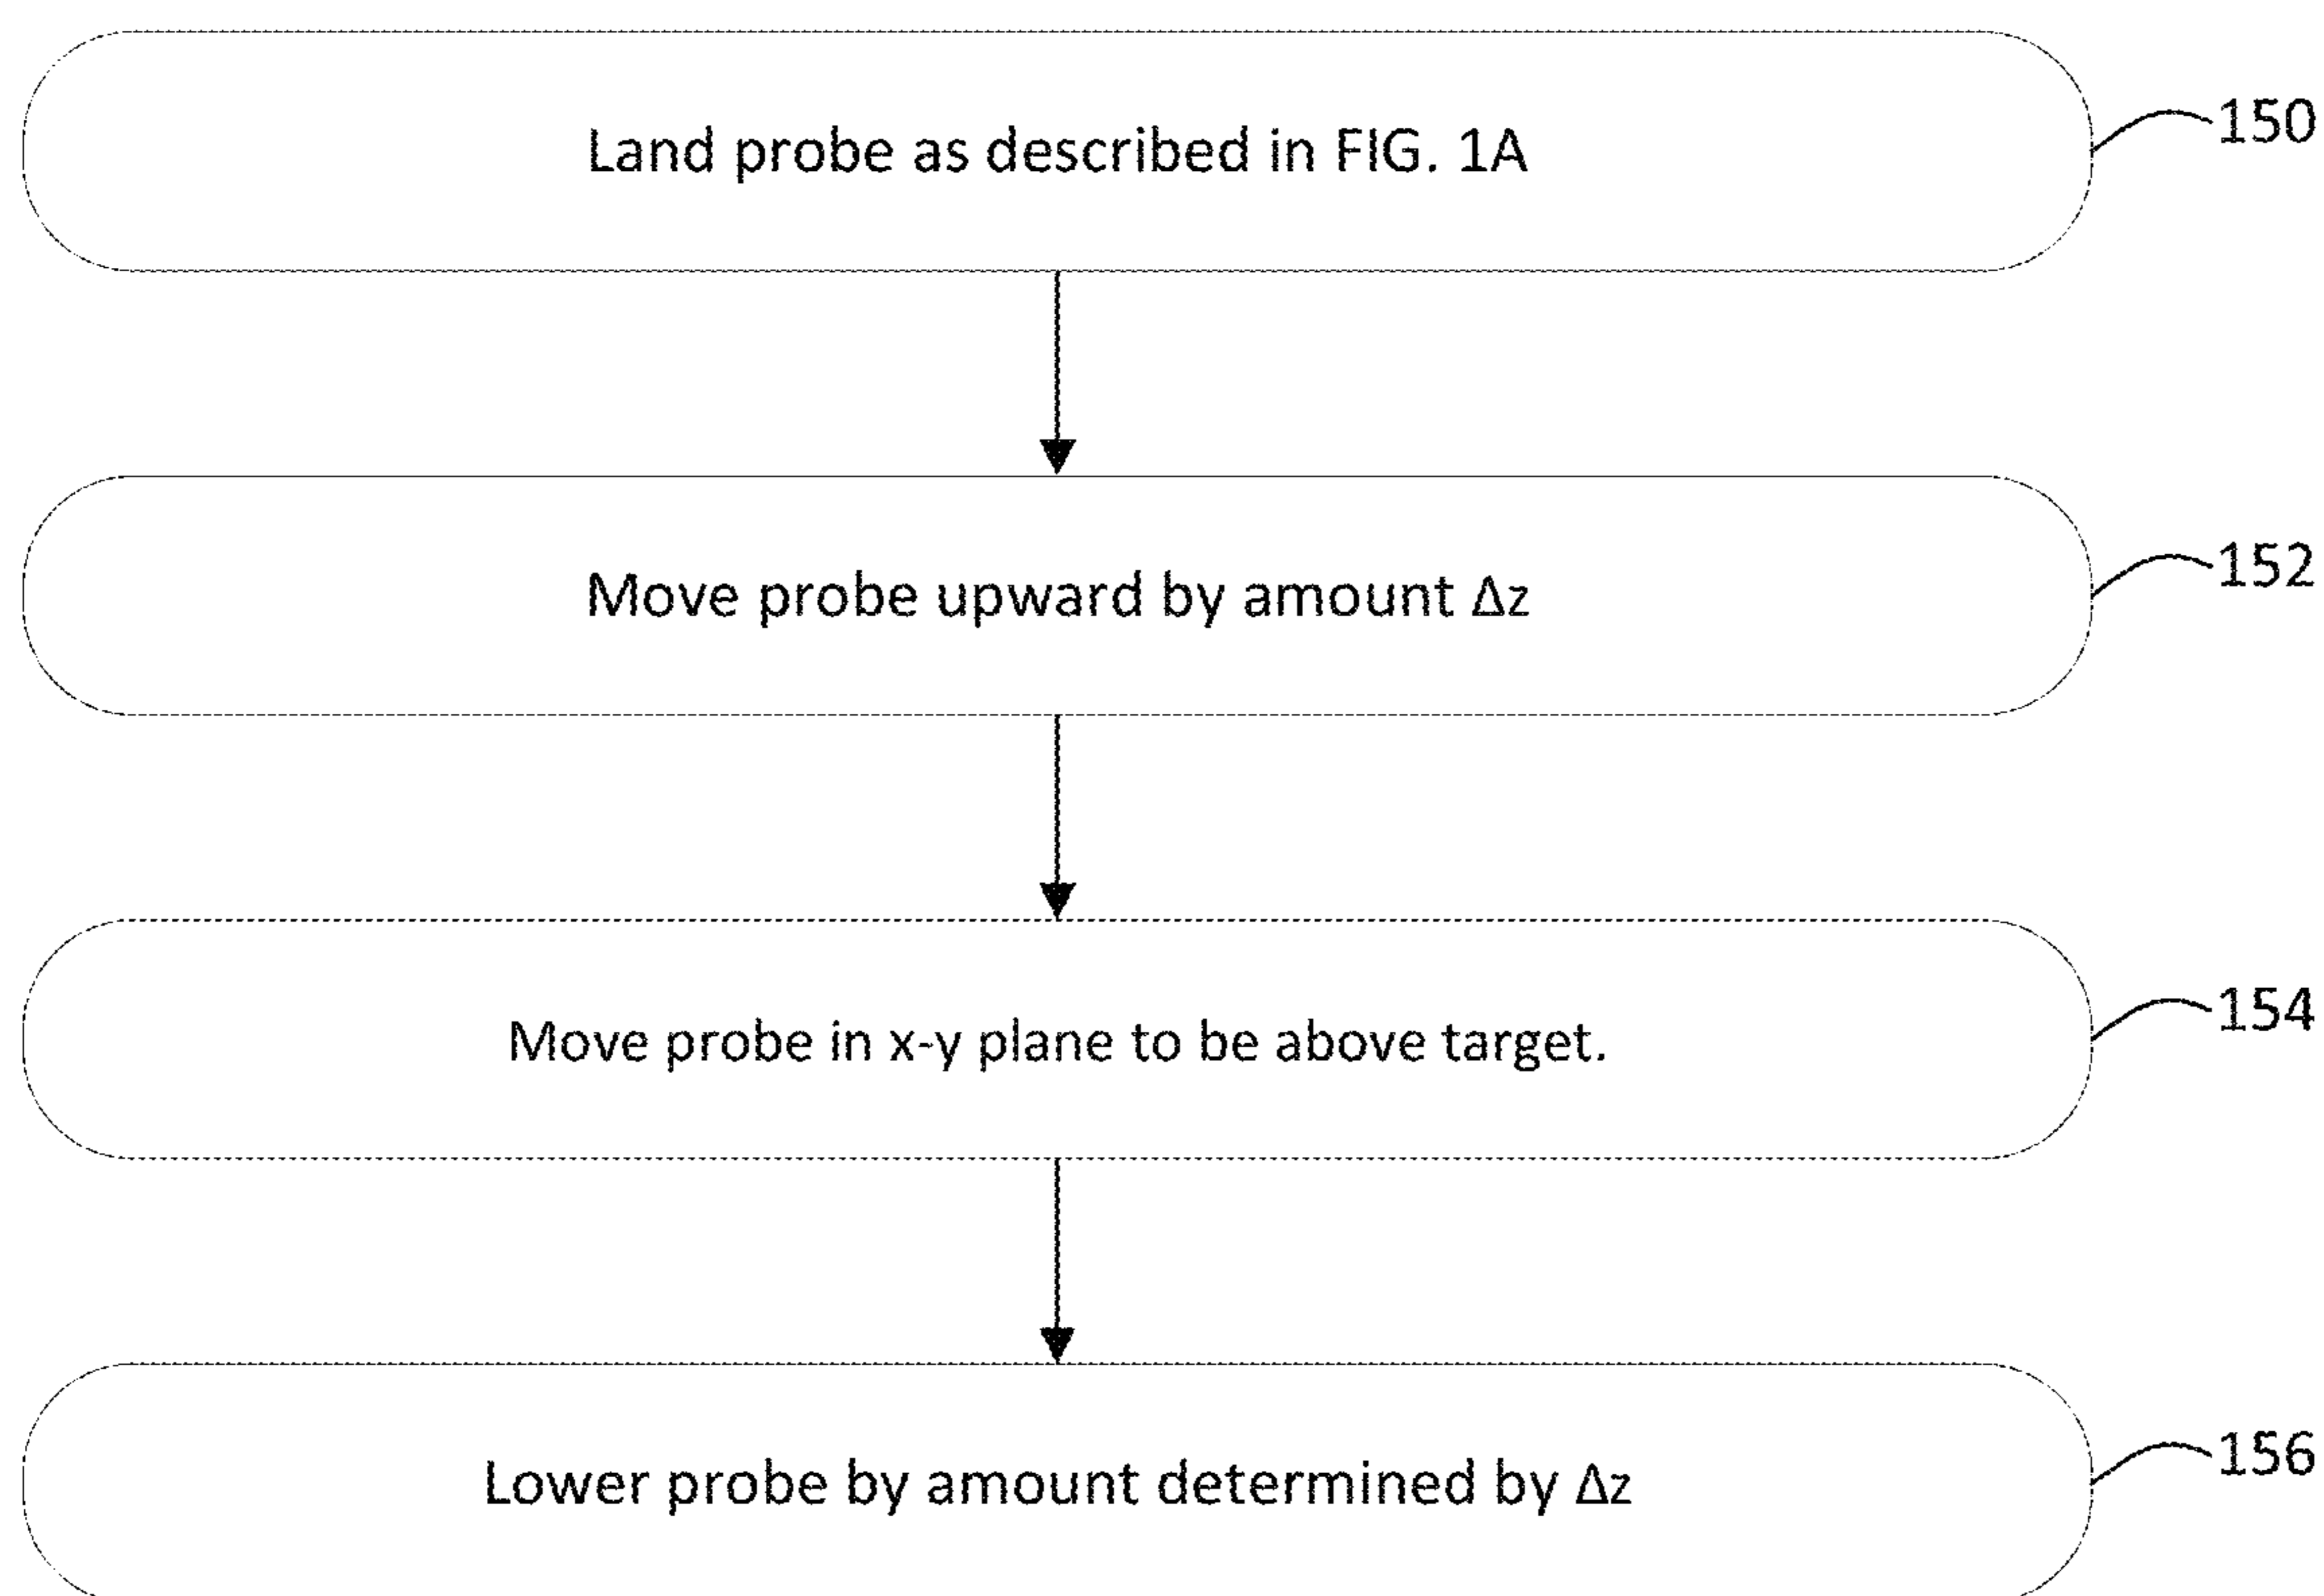 Land probe as described in FIG. 1A
150
Move probe upward by amount Δz
152
Move probe in x-y plane to be above target.
154
Lower probe by amount determined by Δz
156